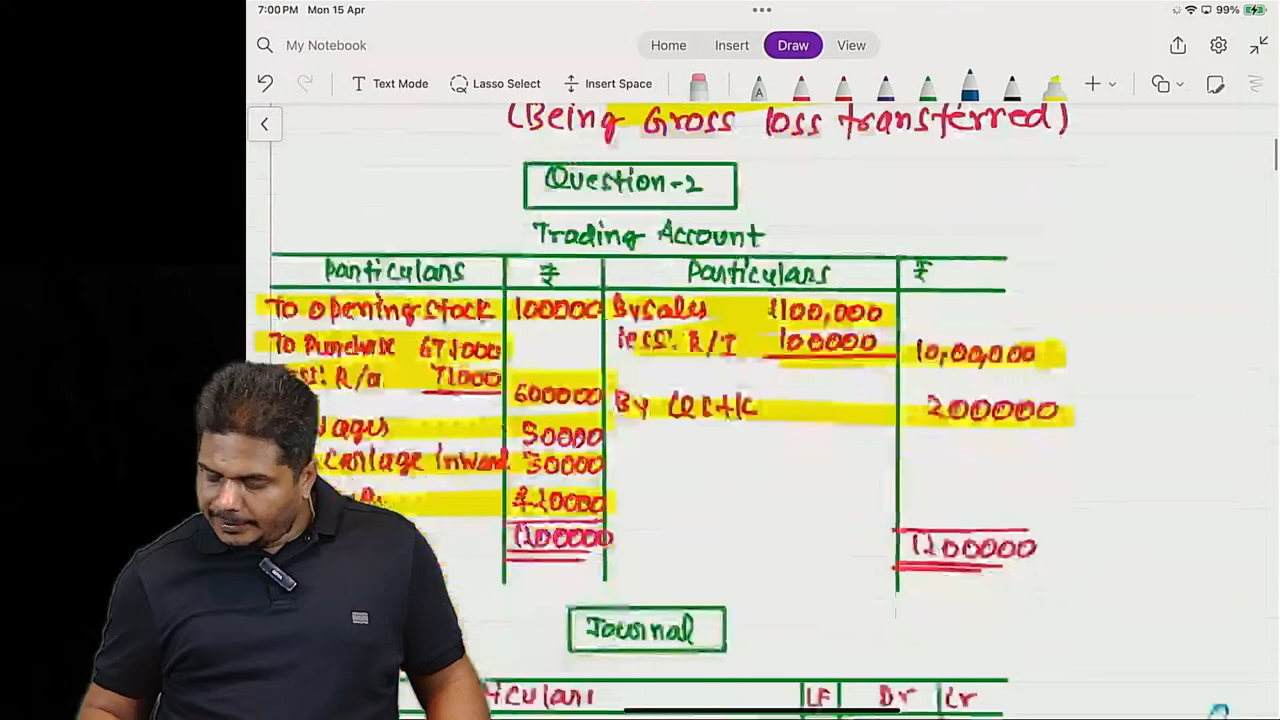 7:00 PM Mon 15 Apr
99%
My Notebook
Home Insert Draw View
Text Mode Lasso Select Insert Space
(Being Gross loss transferred)
Question-2
Trading Account
Particulars ₹ Particulars ₹
To opening stock 100000 By Sales 1100,000
To Purchase 671000 less: R/I 100000 10,00,000
R/o 71000
600000 By
200000
wages 50000
cartage Inward 30000
1200000
1200000
Journal
ticulars LF Dr Cr